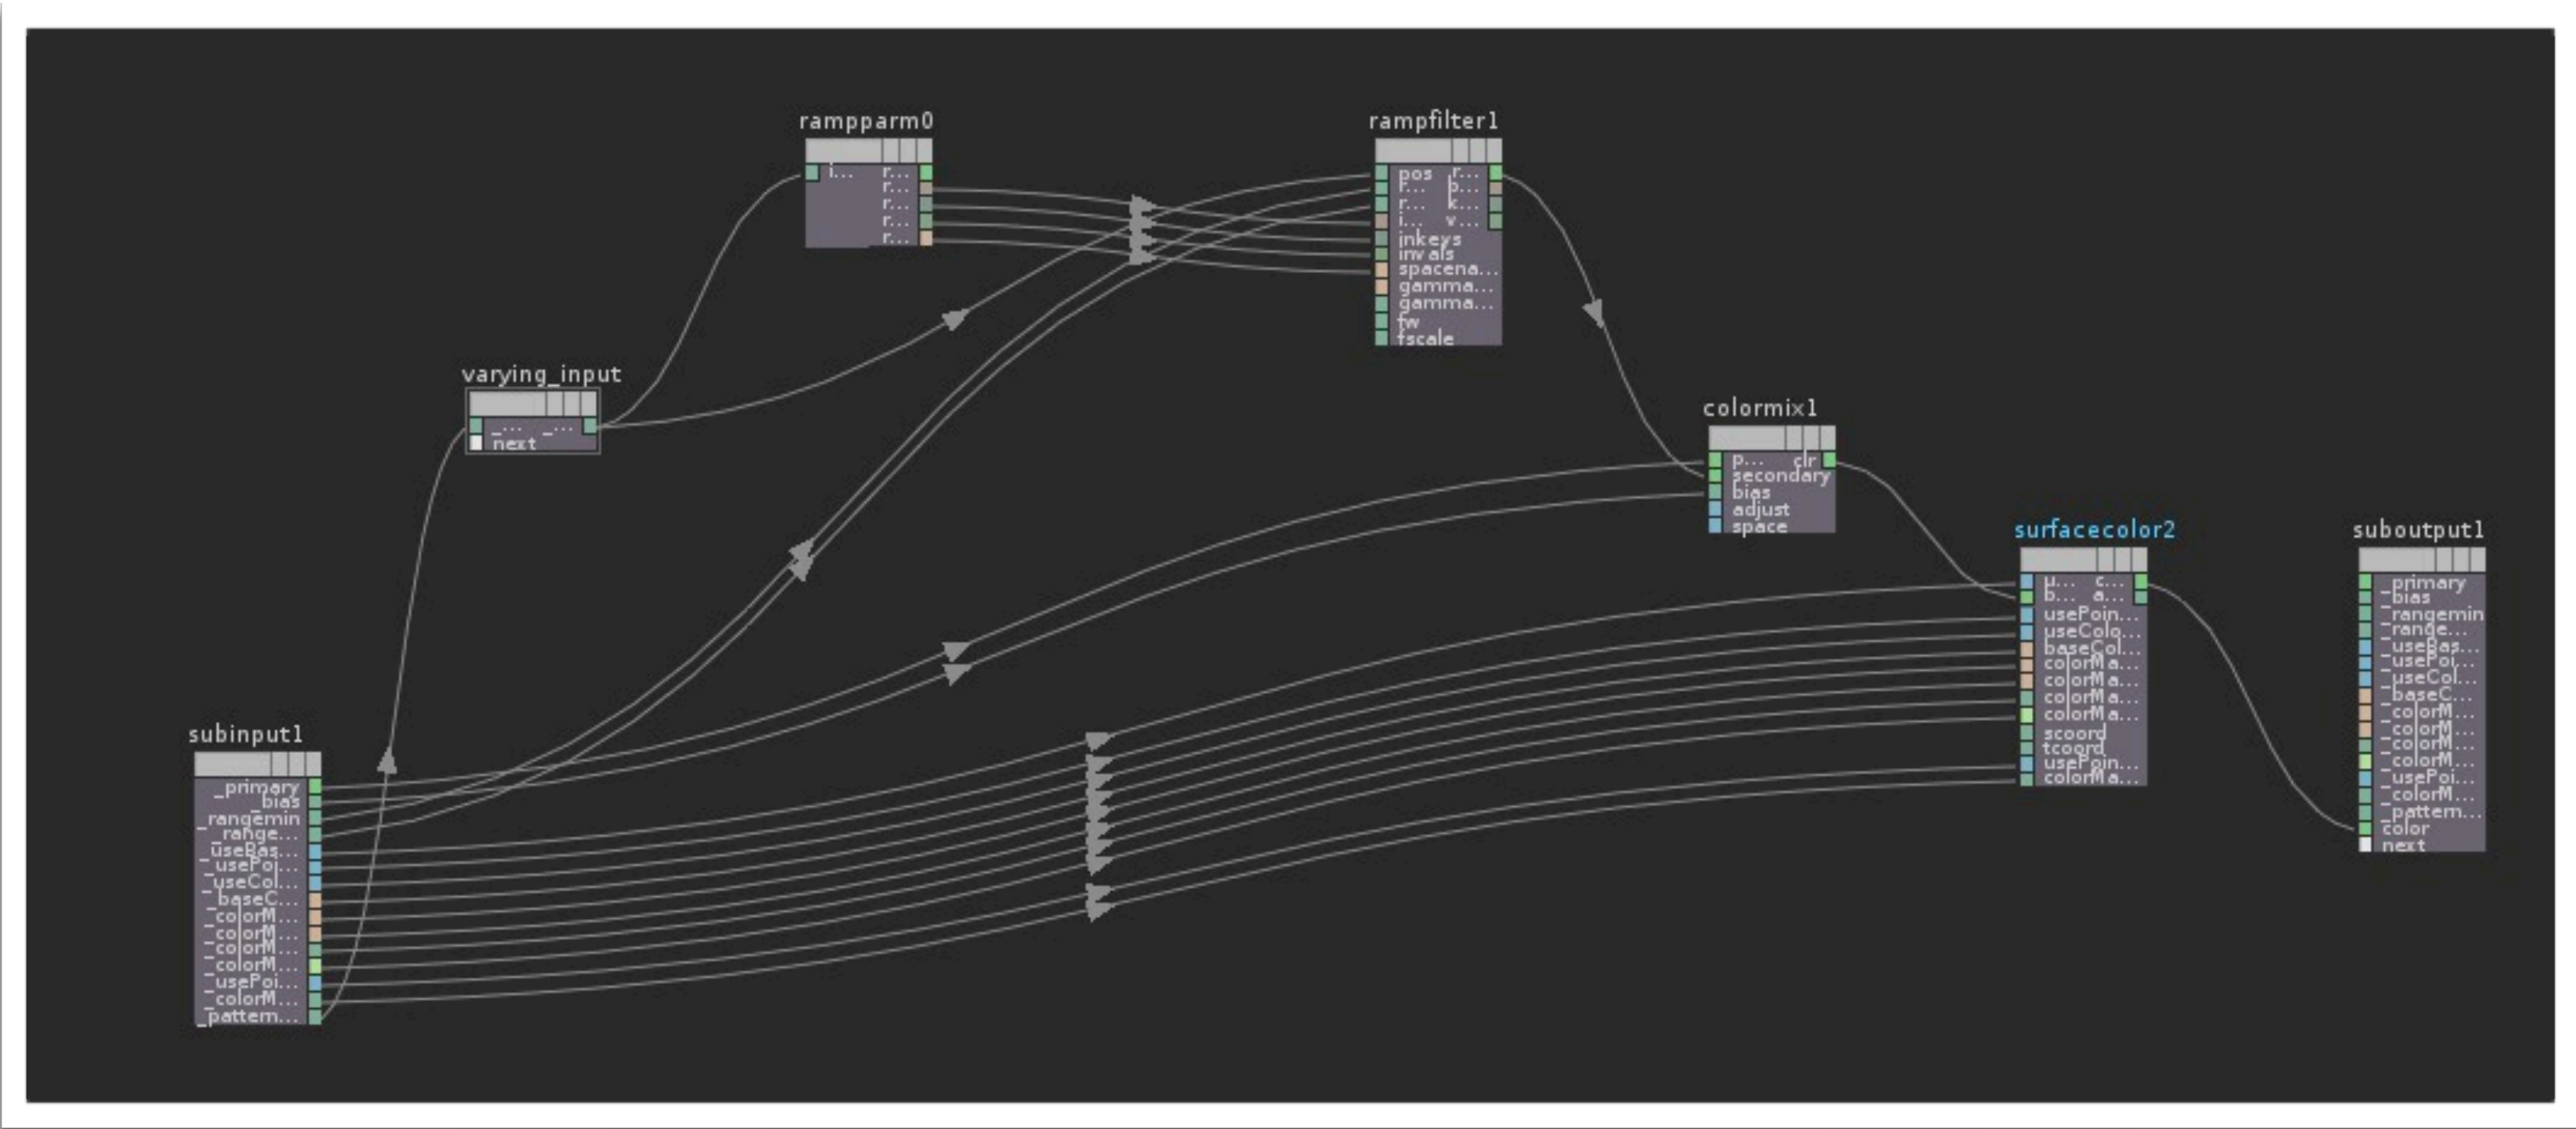 rampparm0
i... r...
r...
r...
r...
r...
rampfilter1
pos r...
r... b...
r... k...
i... v...
inkeys
invals
spacena...
gamma...
gamma...
fw
fscale
varying_input
_... _...
next
colormix1
p... clr
secondary
bias
adjust
space
surfacecolor2
u... c...
b... a...
usePoin...
useColo...
baseCol...
colorMa...
colorMa...
colorMa...
colorMa...
scoord
tcoord
usePoin...
colorMa...
suboutput1
_primary
_bias
_rangemin
_range...
_useBas...
_usePoi...
_useCol...
_baseC...
_colorM...
_colorM...
_colorM...
_colorM...
_usePoi...
_colorM...
_pattern...
color
next
subinput1
_primary
_bias
_rangemin
_range...
_useBas...
_usePoi...
_useCol...
_baseC...
_colorM...
_colorM...
_colorM...
_colorM...
_usePoi...
_colorM...
_pattern...